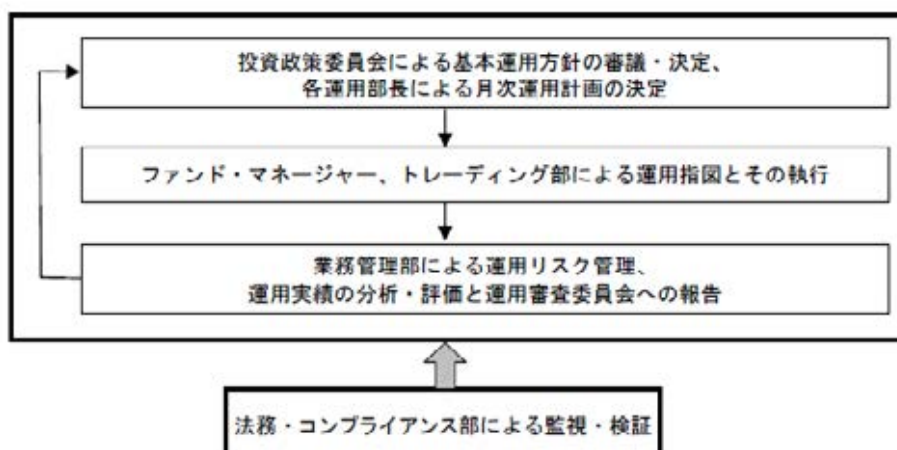 投資政策委員会による基本運用方針の審議・決定、
各運用部長による月次運用計画の決定
ファンド・マネージャー、トレーディング部による運用指図とその執行
業務管理部による運用リスク管理、
運用実績の分析・評価と運用審査委員会への報告
法務・コンプライアンス部による監視・検証